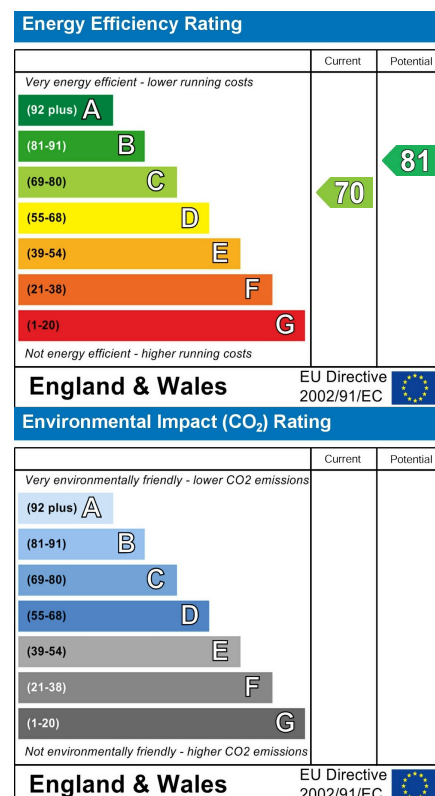 Energy Efficiency Rating
Current Potential
Very energy efficient - lower running costs
(92 plus) A
(81-91) B
81
(69-80) C
70
(55-68) D
(39-54) E
(21-38) F
(1-20) G
Not energy efficient - higher running costs
England & Wales
EU Directive
2002/91/EC
Environmental Impact (CO₂) Rating
Current Potential
Very environmentally friendly - lower CO2 emissions
(92 plus) A
(81-91) B
(69-80) C
(55-68) D
(39-54) E
(21-38) F
(1-20) G
Not environmentally friendly - higher CO2 emissions
England & Wales
EU Directive
2002/91/EC